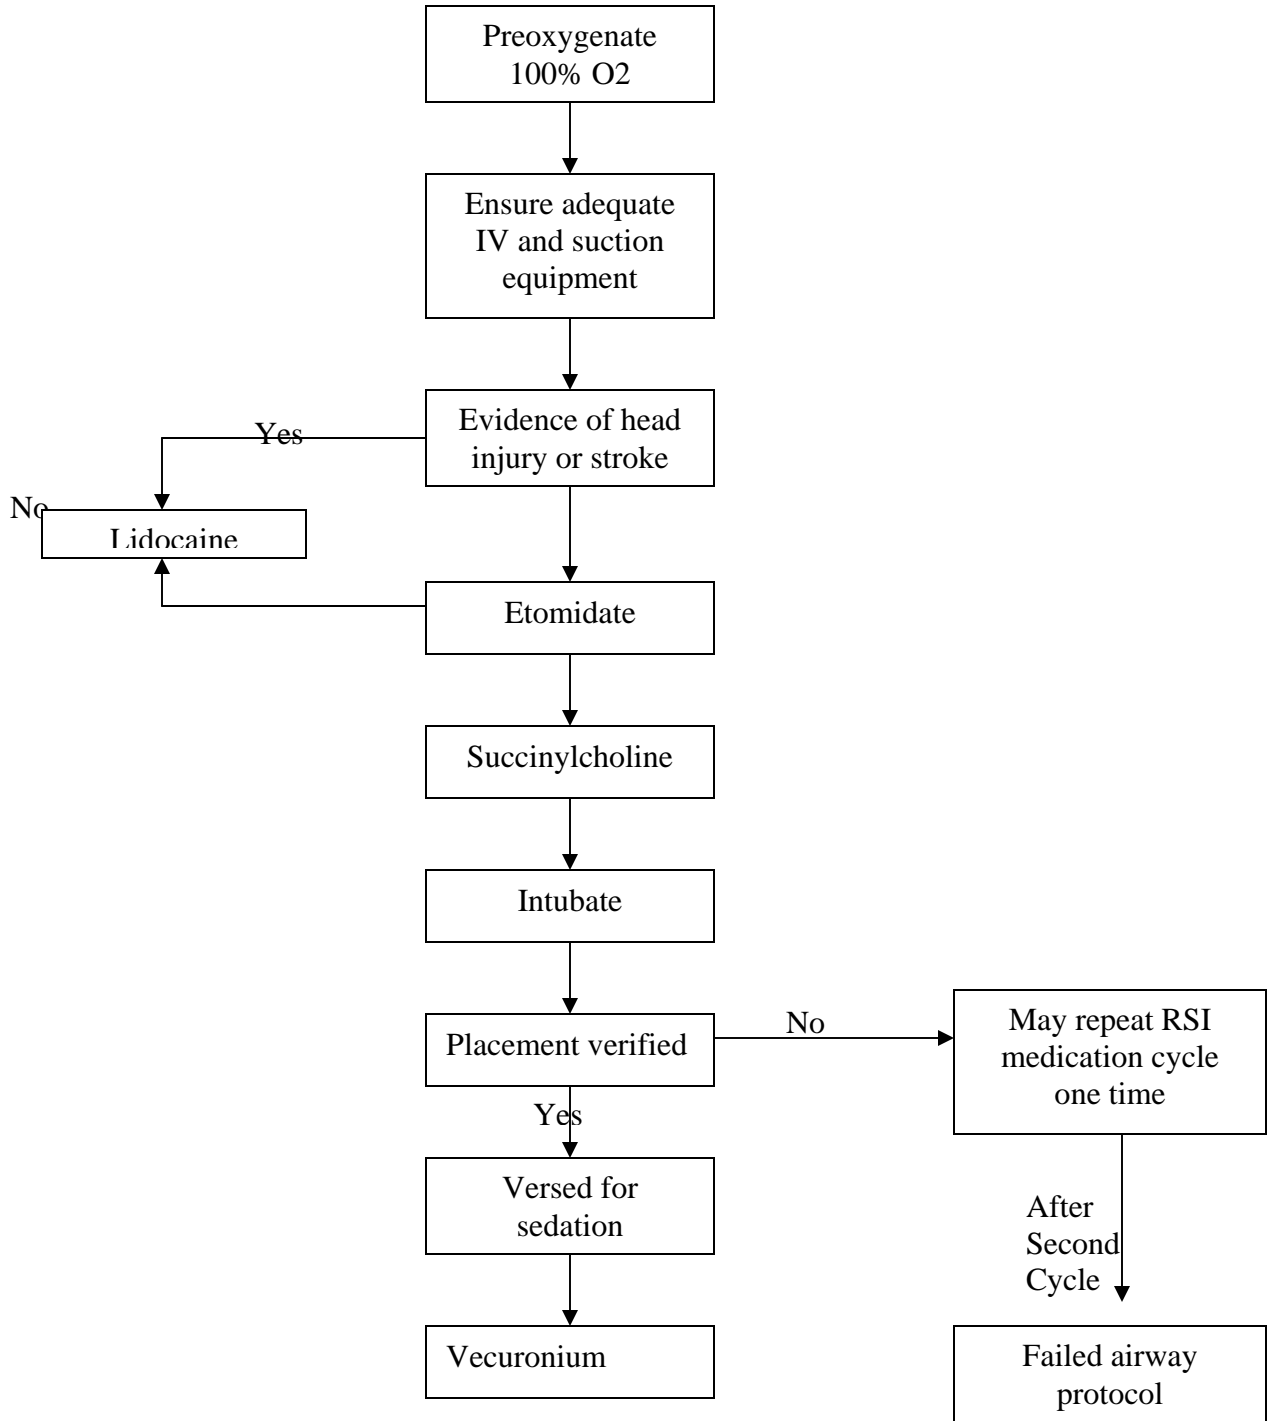 Preoxygenate
100% O2
Ensure adequate
IV and suction
equipment
Evidence of head
injury or stroke
Yes
No
Lidocaine
Etomidate
Succinylcholine
Intubate
Placement verified
No
May repeat RSI
medication cycle
one time
Yes
Versed for
sedation
After
Second
Cycle
Vecuronium
Failed airway
protocol